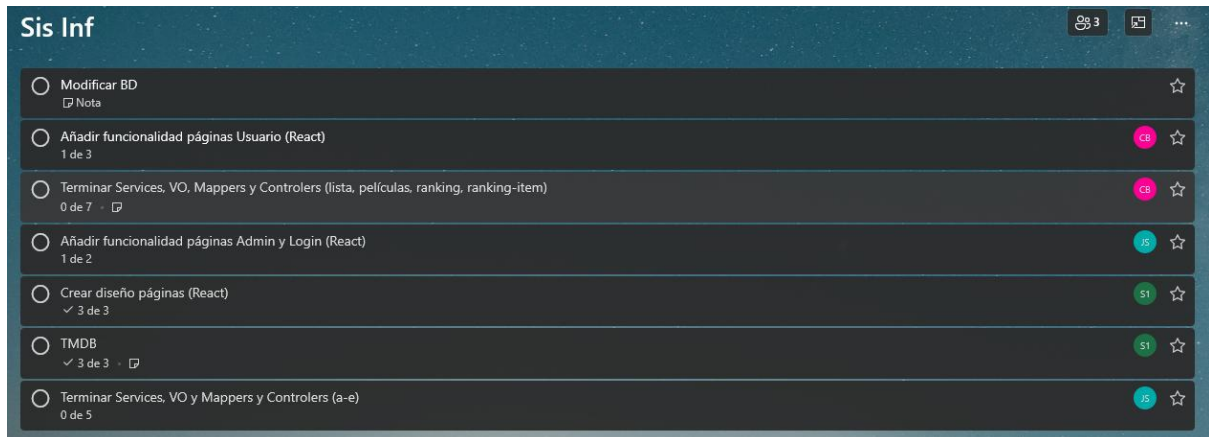 Sis Inf
3
Modificar BD
Nota
Añadir funcionalidad páginas Usuario (React)
CB
1 de 3
Terminar Services, VO, Mappers y Controlers (lista, películas, ranking, ranking-item)
CB
0 de 7
Añadir funcionalidad páginas Admin y Login (React)
JS
1 de 2
Crear diseño páginas (React)
S1
3 de 3
TMDB
S1
3 de 3
Terminar Services, VO y Mappers y Controlers (a-e)
JS
0 de 5